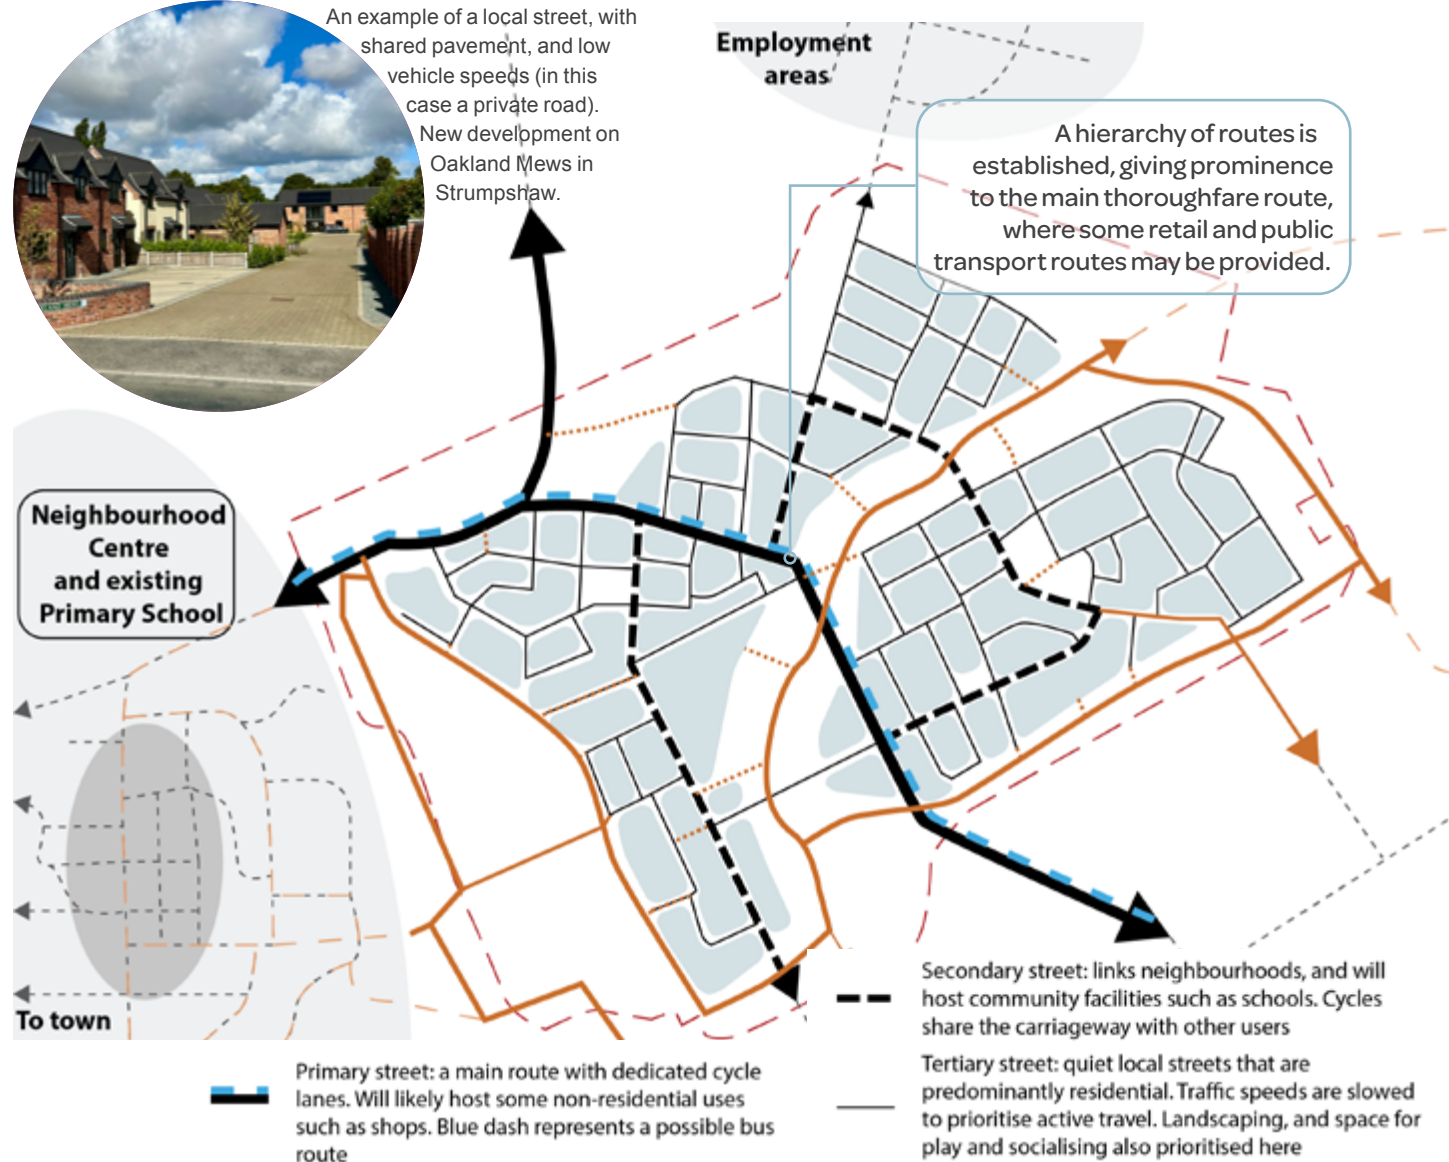 An example of a local street, with
shared pavement, and low
vehicle speeds (in this
case a private road).
New development on
Oakland Mews in
Strumpshaw.
Employment
areas
A hierarchy of routes is
established, giving prominence
to the main thoroughfare route,
where some retail and public
transport routes may be provided.
Neighbourhood
Centre
and existing
Primary School
To town
Primary street: a main route with dedicated cycle
lanes. Will likely host some non-residential uses
such as shops. Blue dash represents a possible bus
route
Secondary street: links neighbourhoods, and will
host community facilities such as schools. Cycles
share the carriageway with other users
Tertiary street: quiet local streets that are
predominantly residential. Traffic speeds are slowed
to prioritise active travel. Landscaping, and space for
play and socialising also prioritised here